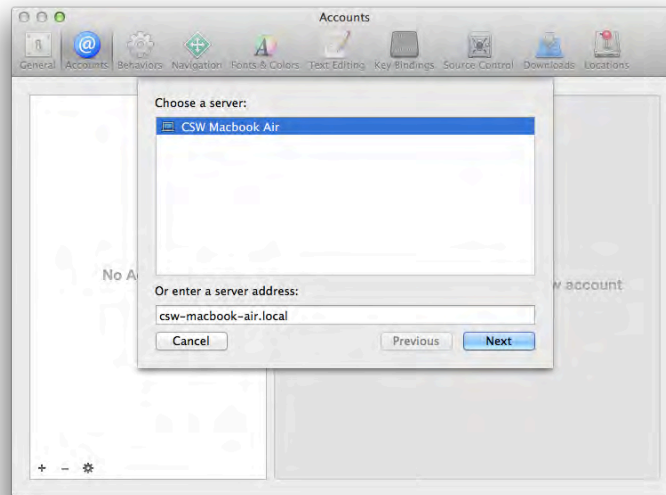 Accounts
General Accounts Behaviors Navigation Fonts & Colors Text Editing Key Bindings Source Control Downloads Locations
Choose a server:
CSW Macbook Air
No A
w account
Or enter a server address:
csw-macbook-air.local
Cancel Previous Next